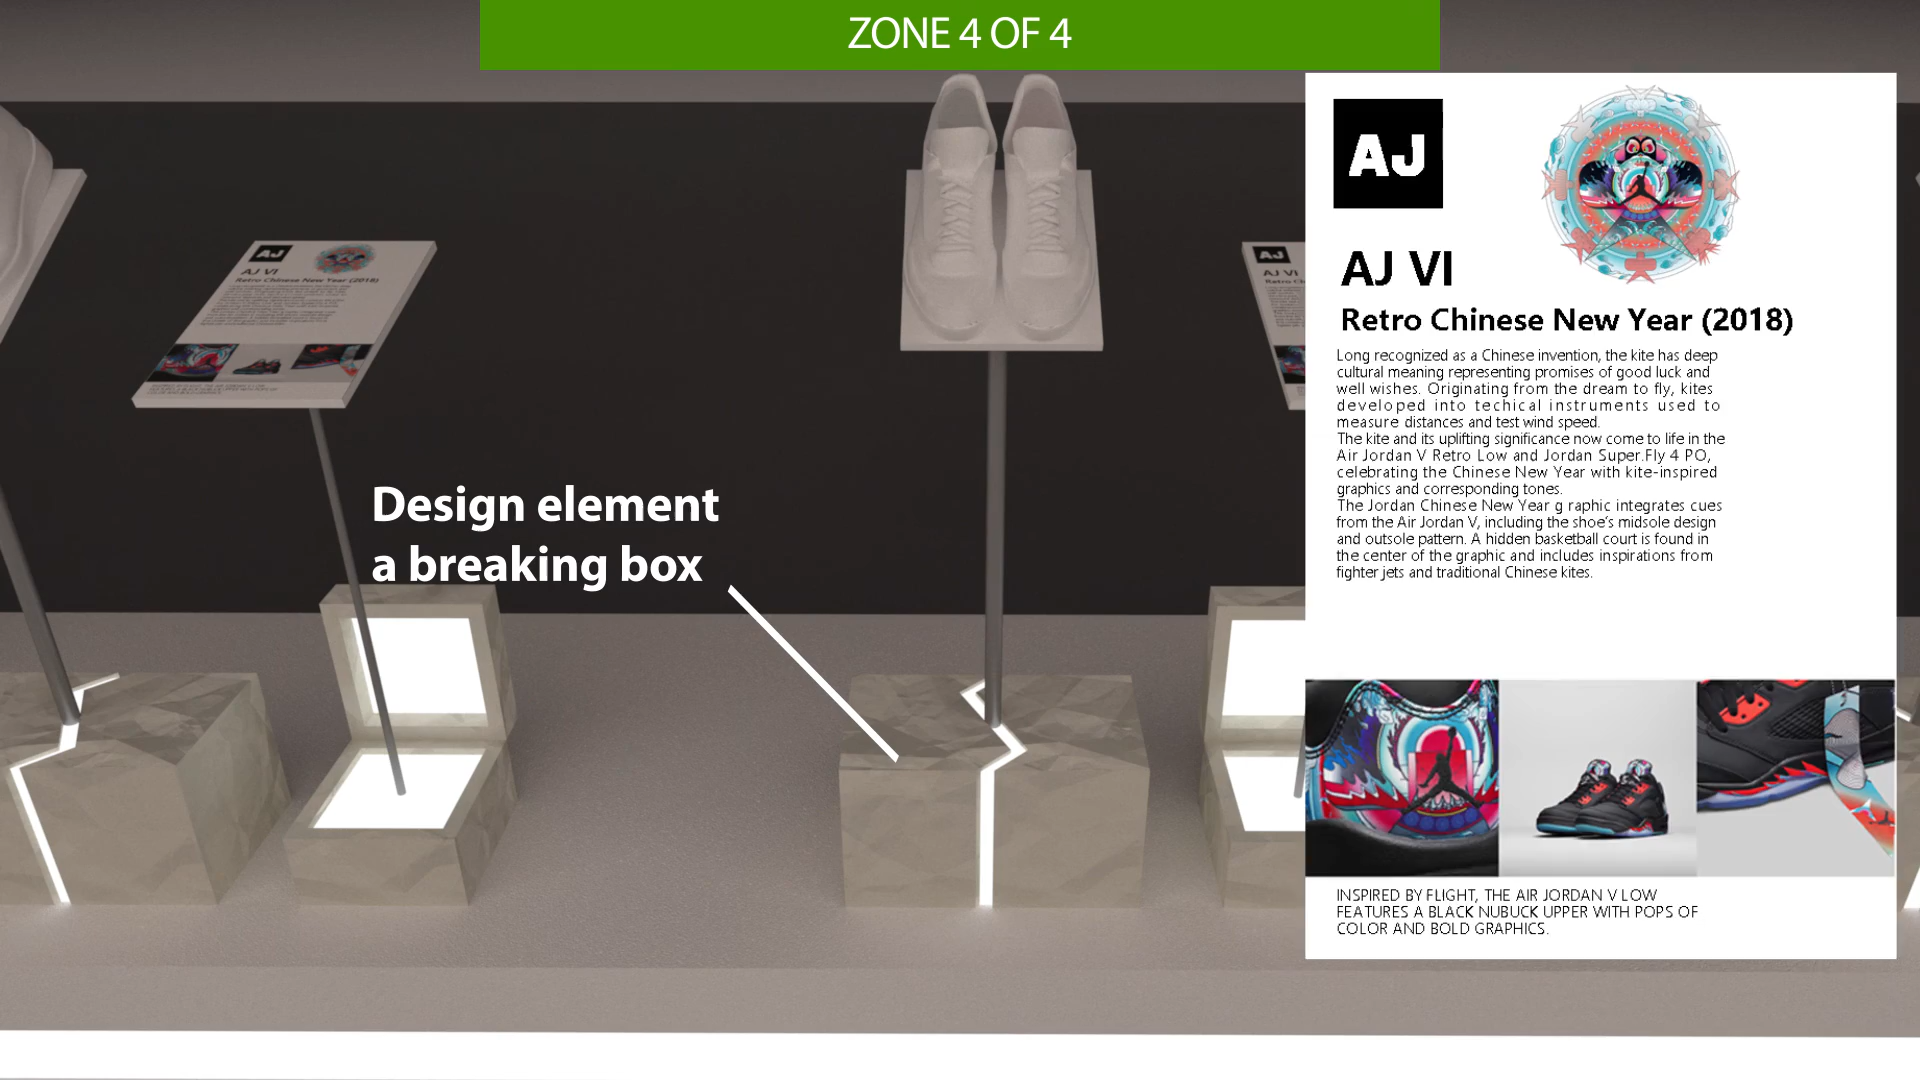 ZONE 4 OF 4
AJ
AJ VI
Retro Chinese New Year (2018)
Design element
a breaking box
AJ
AJ VI
AJ
AJ VI
Retro Chinese New Year (2018)
Long recognized as a Chinese invention, the kite has deep
cultural meaning representing promises of good luck and
well wishes. Originating from the dream to fly, kites
developed into techical instruments used to
measure distances and test wind speed.
The kite and its uplifting significance now come to life in the
Air Jordan V Retro Low and Jordan Super.Fly 4 PO,
celebrating the Chinese New Year with kite-inspired
graphics and corresponding tones.
The Jordan Chinese New Year g raphic integrates cues
from the Air Jordan V, including the shoe's midsole design
and outsole pattern. A hidden basketball court is found in
the center of the graphic and includes inspirations from
fighter jets and traditional Chinese kites.
INSPIRED BY FLIGHT, THE AIR JORDAN V LOW
FEATURES A BLACK NUBUCK UPPER WITH POPS OF
COLOR AND BOLD GRAPHICS.